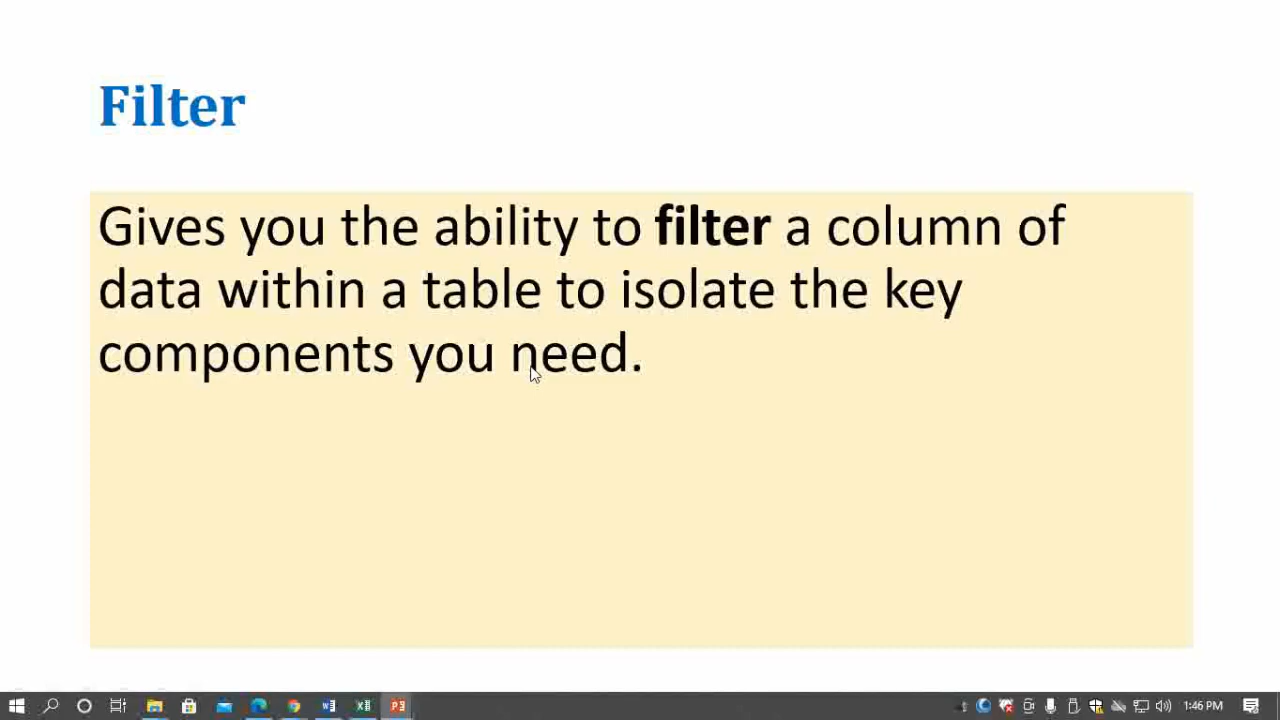 Filter
Gives you the ability to filter a column of
data within a table to isolate the key
components you need.
1:46 PM